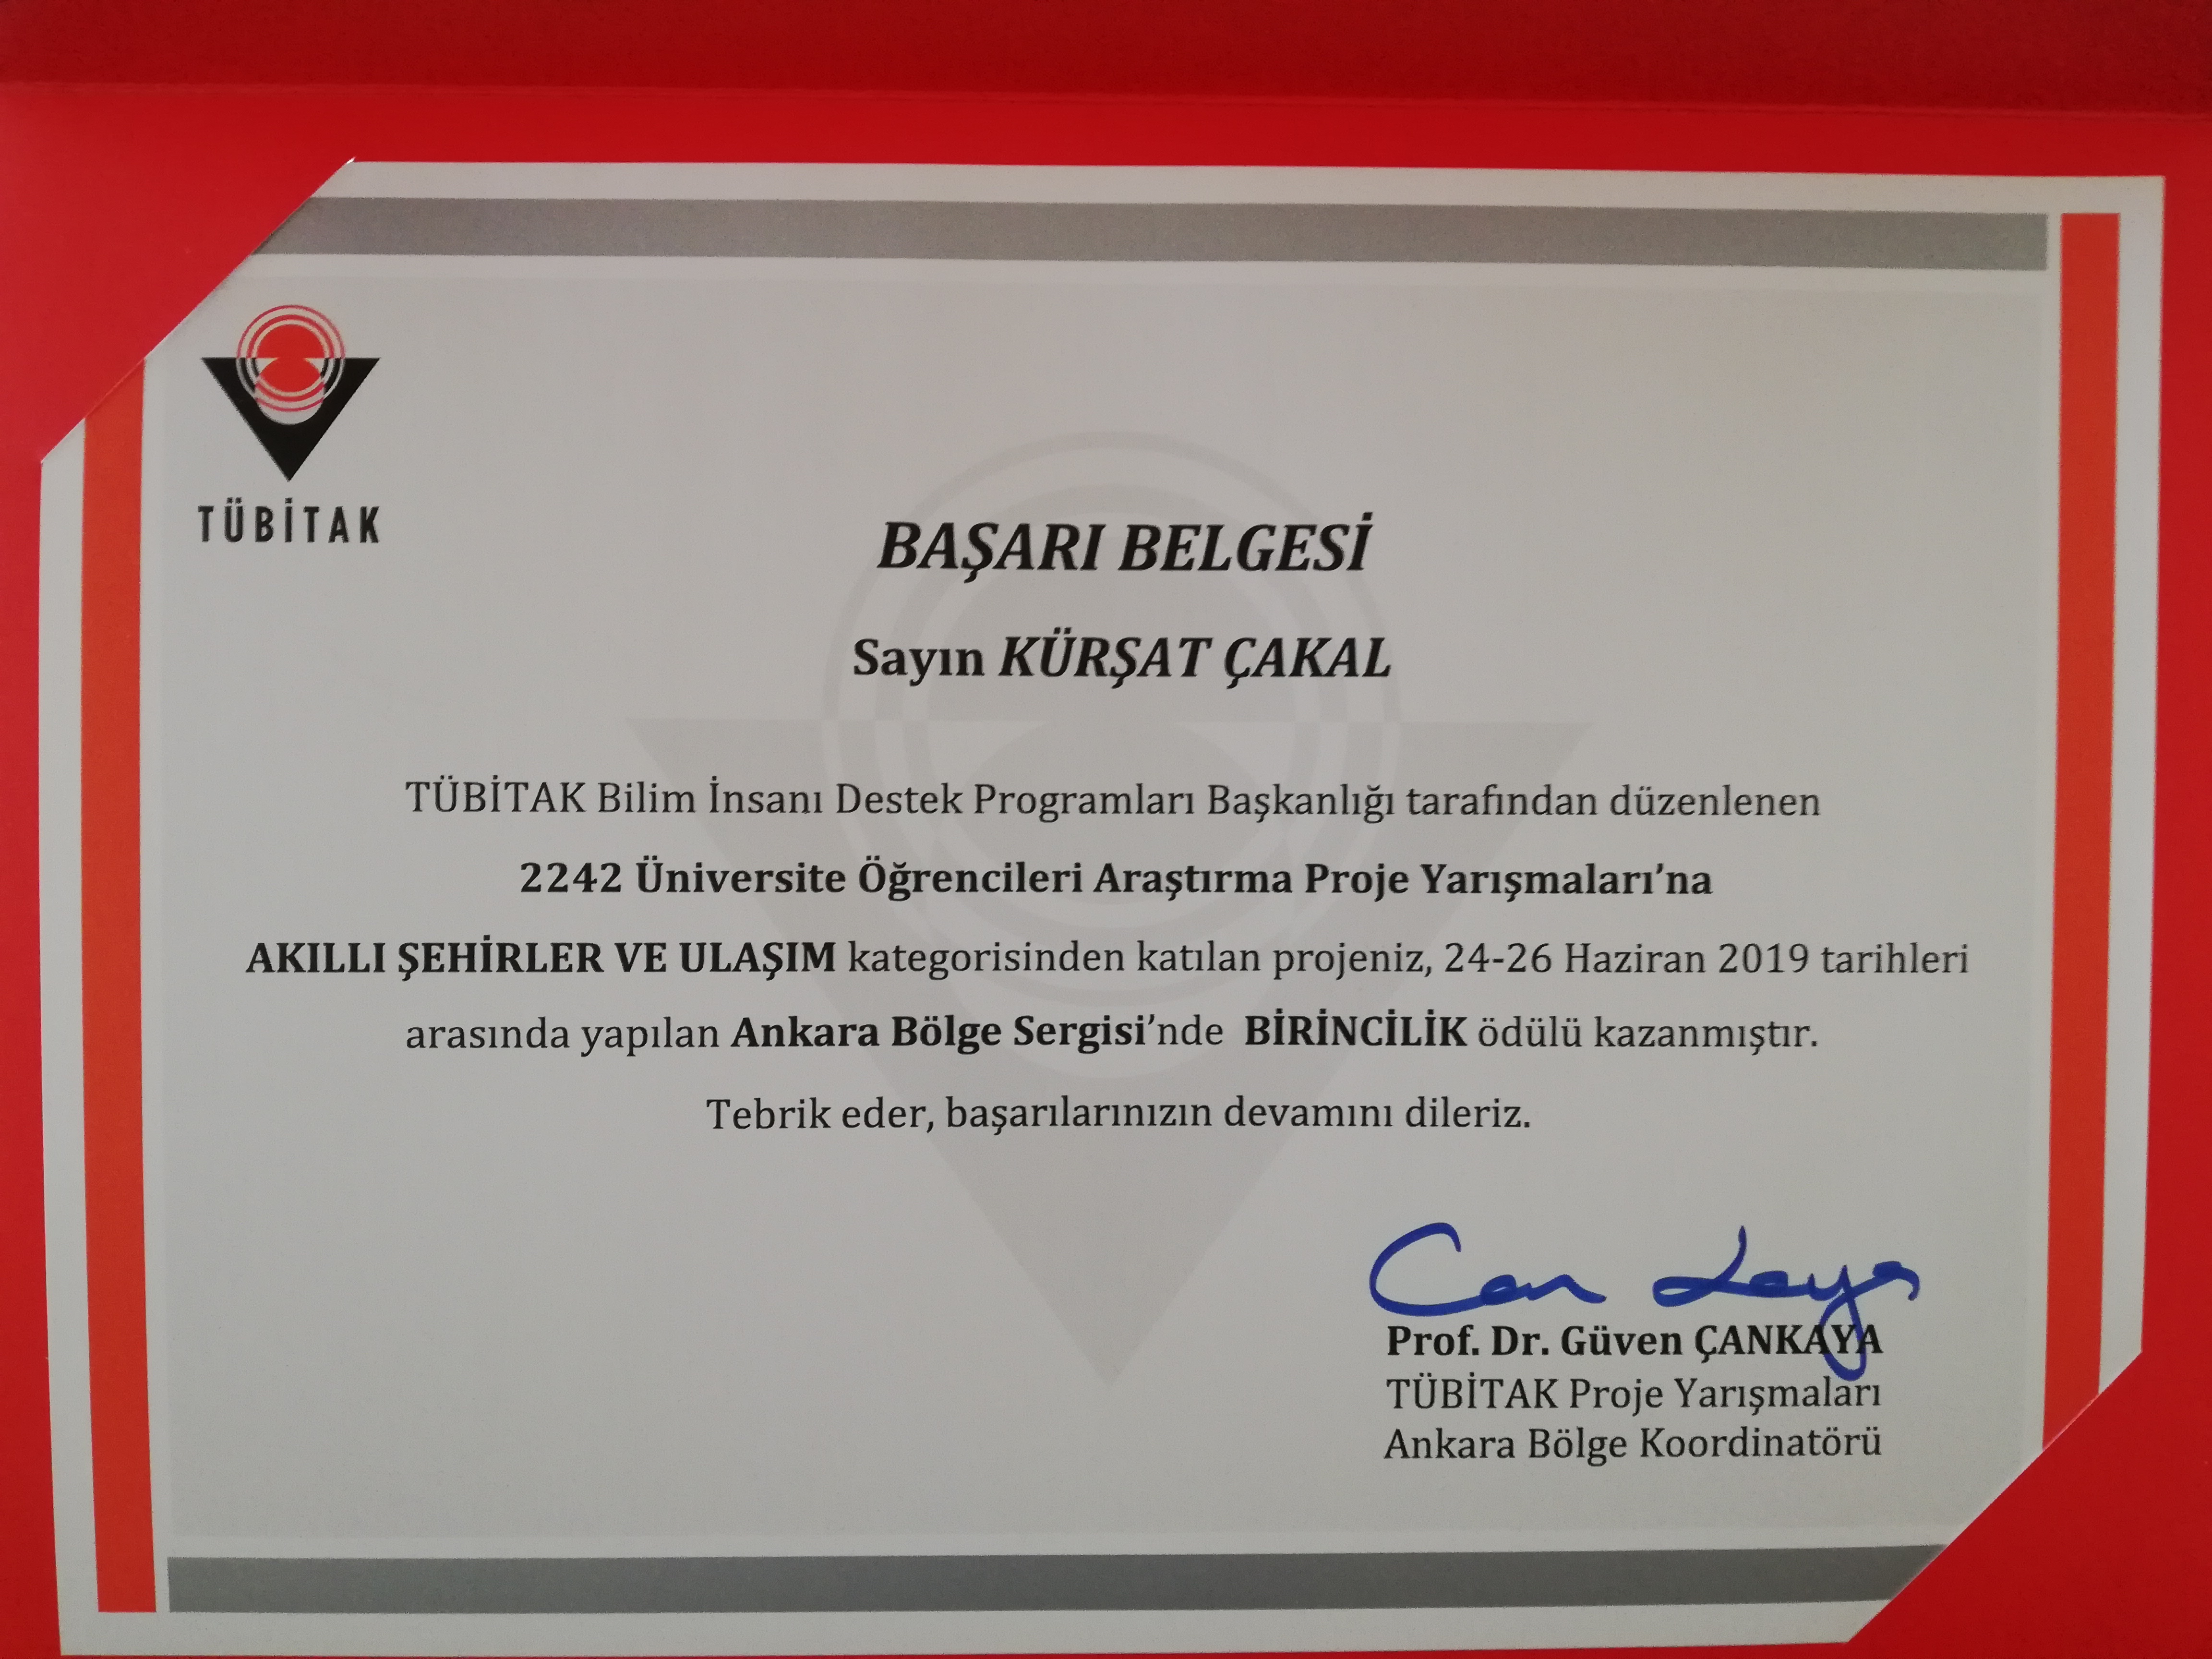 TÜBİTAK
BAŞARI BELGESİ
Sayın KÜRŞAT ÇAKAL
TÜBİTAK Bilim İnsanı Destek Programları Başkanlığı tarafından düzenlenen
2242 Üniversite Öğrencileri Araştırma Proje Yarışmaları’na
AKILLI ŞEHİRLER VE ULAŞIM kategorisinden katılan projeniz, 24-26 Haziran 2019 tarihleri
arasında yapılan Ankara Bölge Sergisi’nde BİRİNCİLİK ödülü kazanmıştır.
Tebrik eder, başarılarınızın devamını dileriz.
Can kaya
Prof. Dr. Güven ÇANKAYA
TÜBİTAK Proje Yarışmaları
Ankara Bölge Koordinatörü